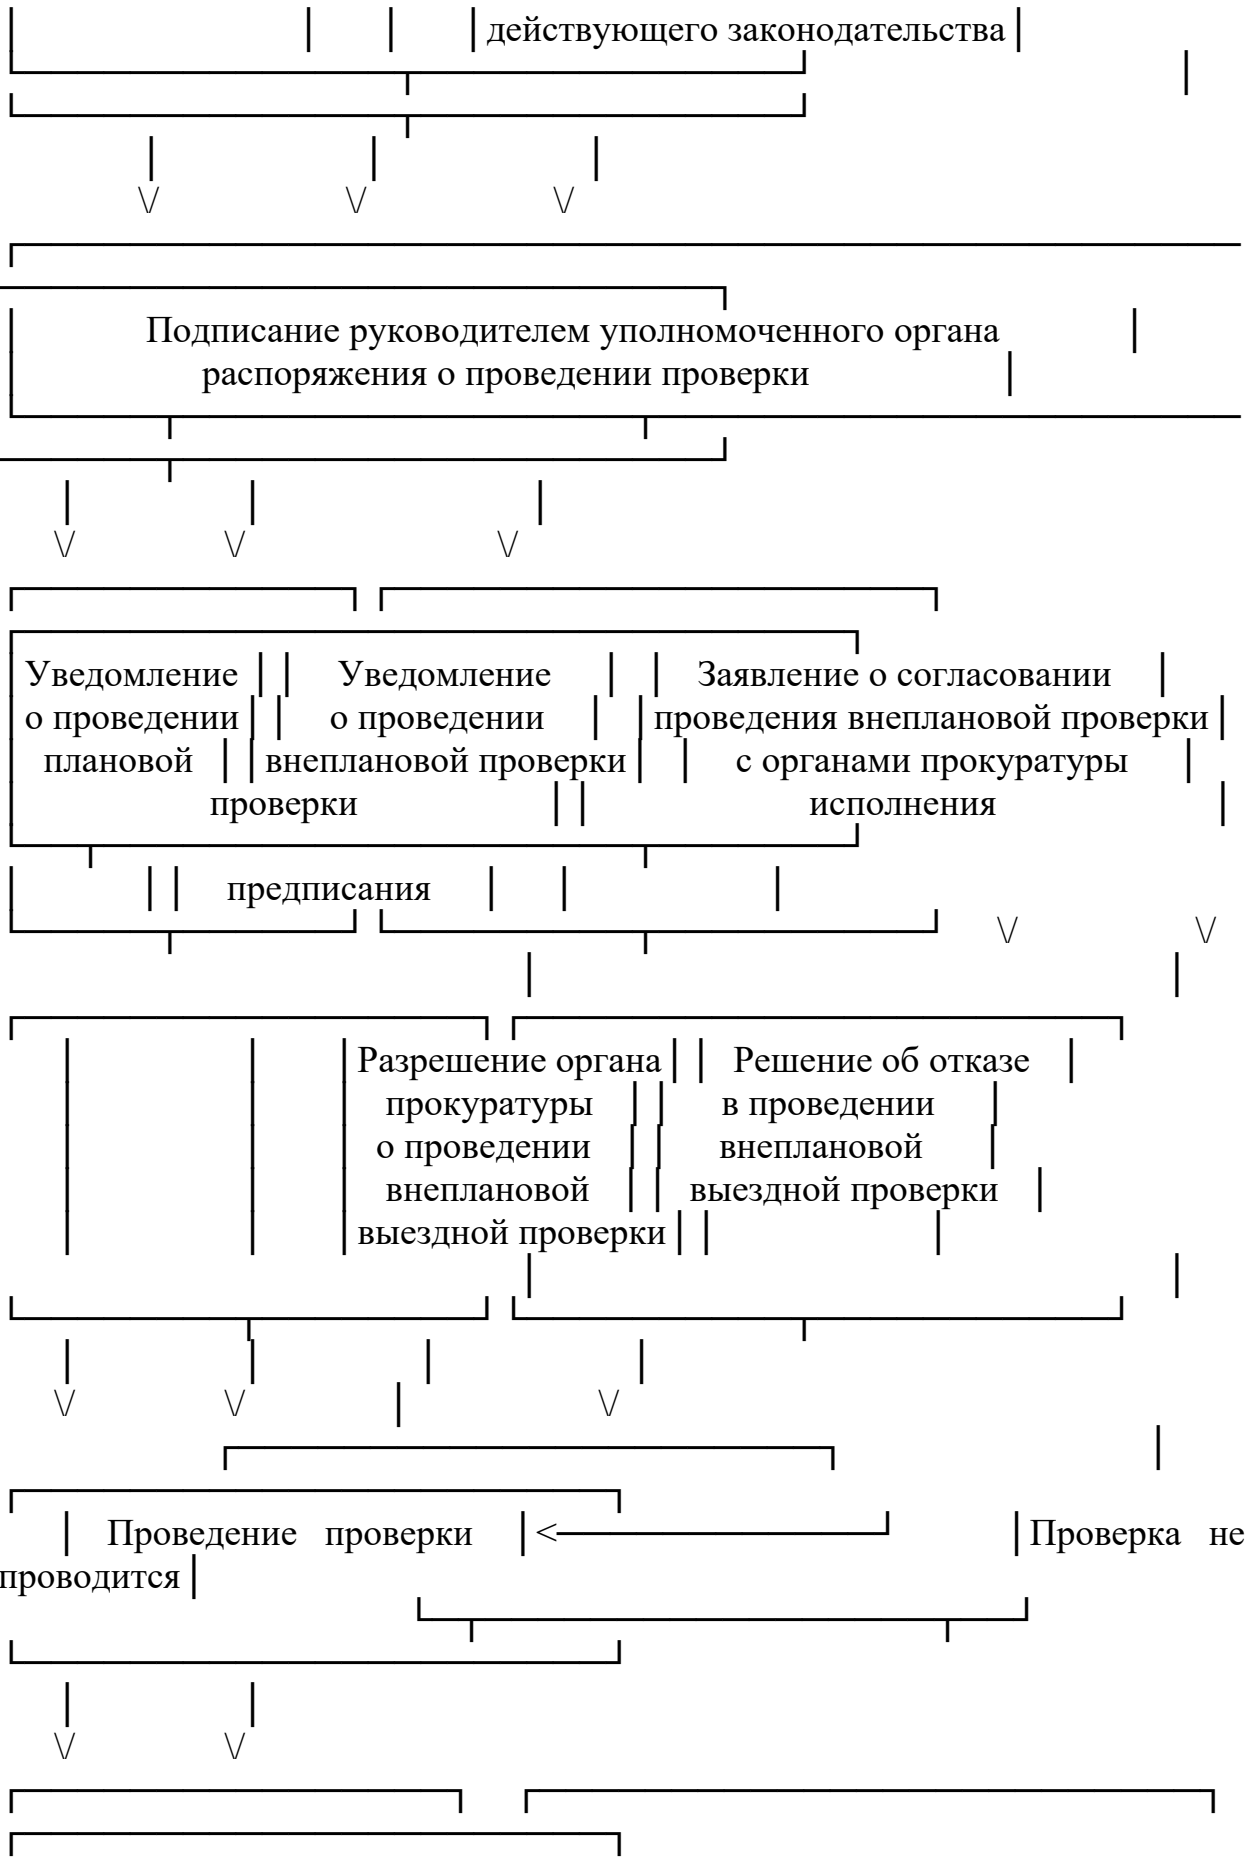 действующего законодательства
\/ \/ \/
Подписание руководителем уполномоченного органа
распоряжения о проведении проверки
\/ \/ \/
Уведомление Уведомление Заявление о согласовании
о проведении о проведении проведения внеплановой проверки
плановой внеплановой проверки с органами прокуратуры
проверки исполнения
предписания
\/ \/
Разрешение органа Решение об отказе
прокуратуры в проведении
о проведении внеплановой
внеплановой выездной проверки
выездной проверки
\/ \/ \/
Проведение проверки < Проверка не
проводится
\/ \/